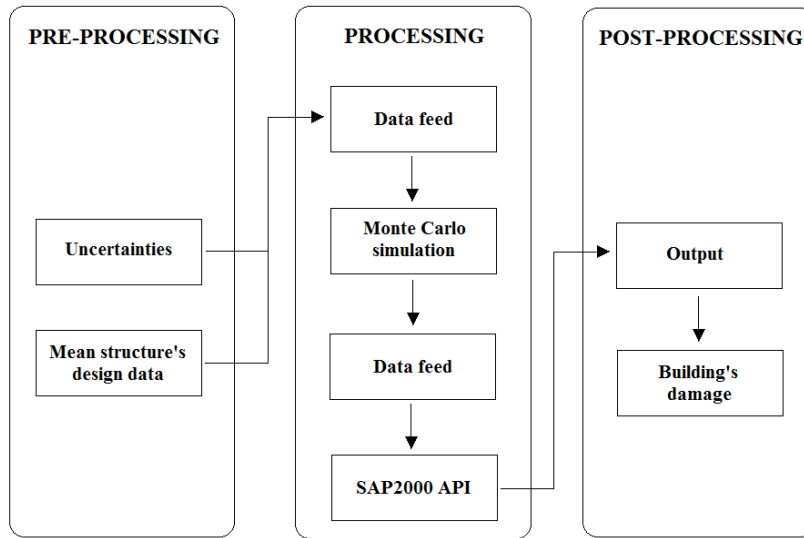 PRE-PROCESSING
Uncertainties
Mean structure's
design data
PROCESSING
Data feed
Monte Carlo
simulation
Data feed
SAP2000 API
POST-PROCESSING
Output
Building's
damage